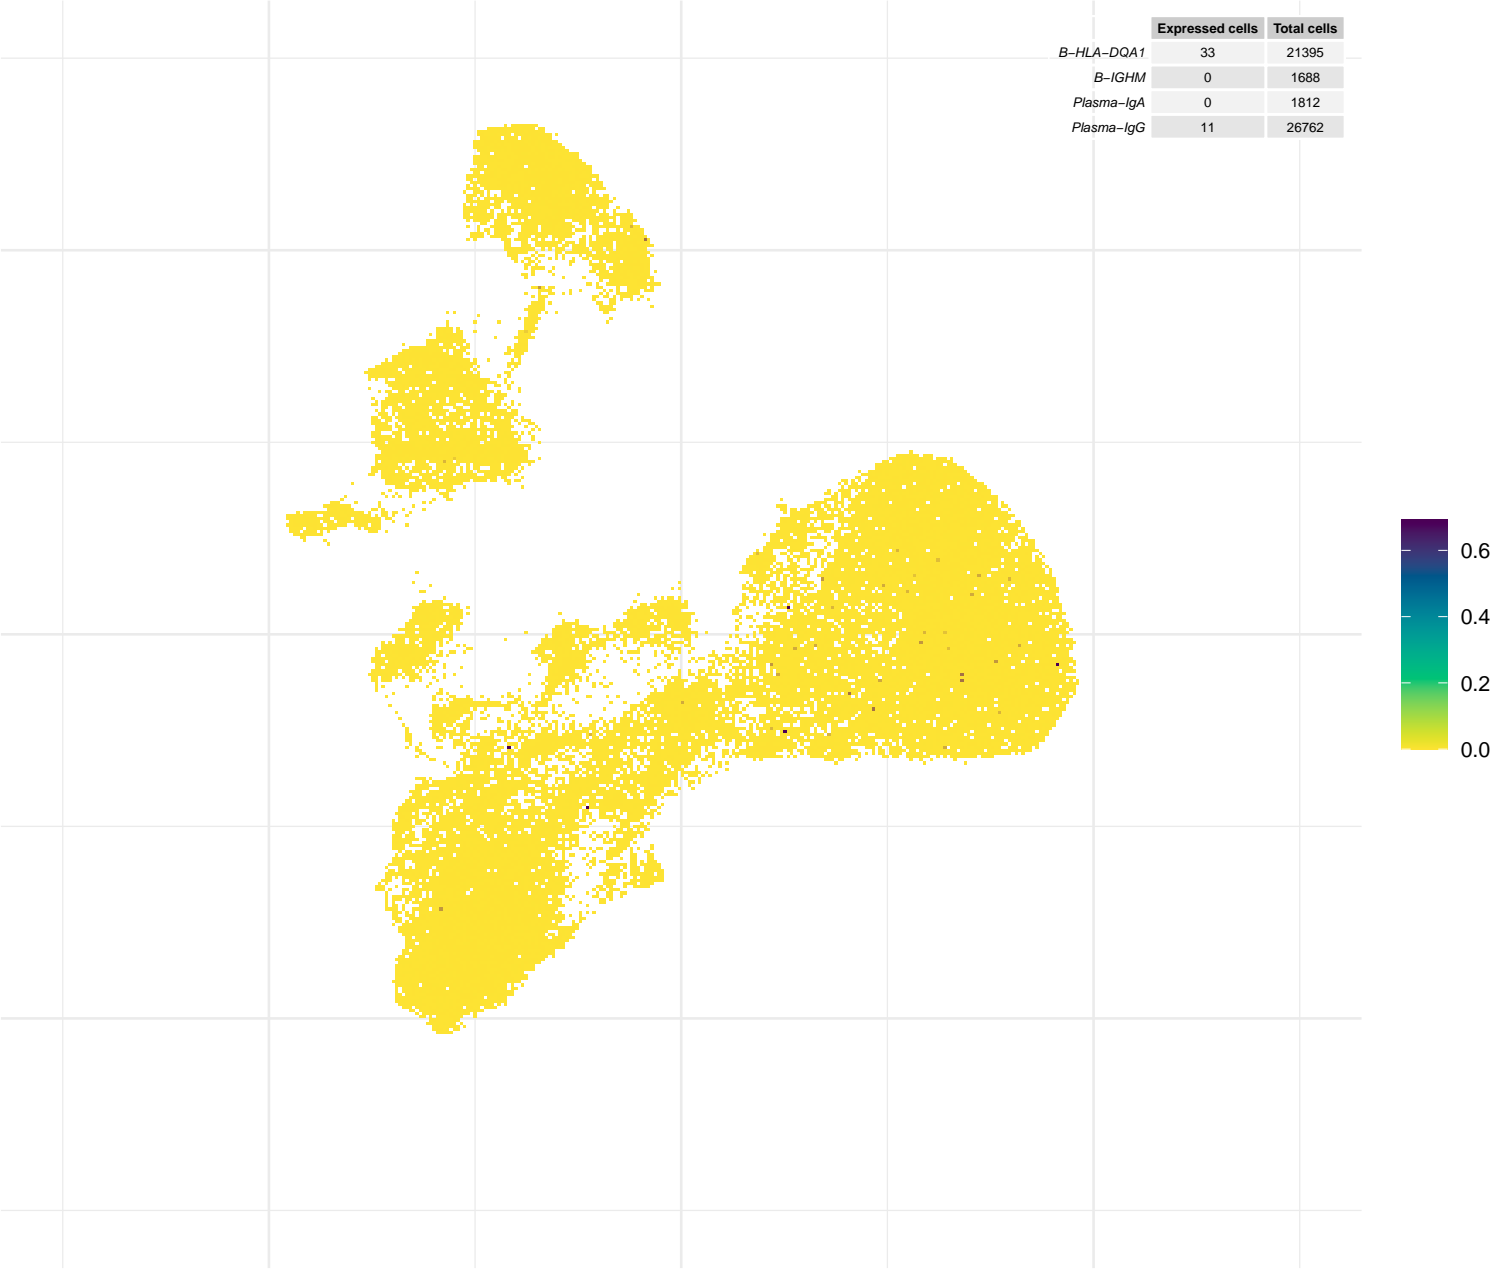 Expressed cells Total cells
B−HLA−DQA1 33 21395
B−IGHM 0 1688
Plasma−IgA 0 1812
Plasma−IgG 11 26762
0.6
0.4
0.2
0.0